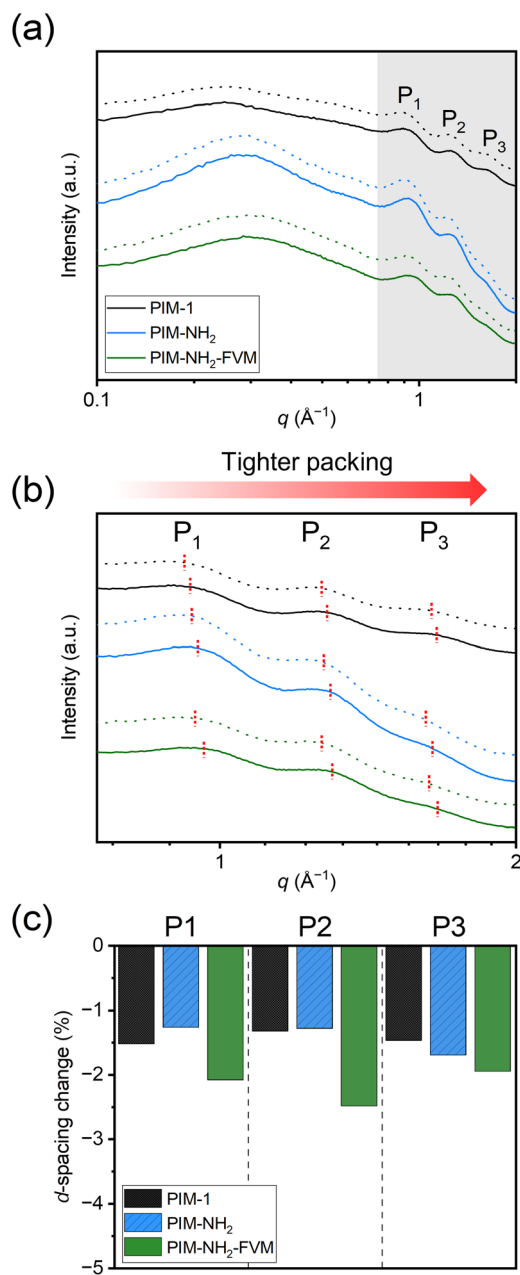 (a)
P₁
P₂
P₃
Intensity (a.u.)
PIM-1
PIM-NH₂
PIM-NH₂-FVM
0.1
1
q (Å⁻¹)
Tighter packing
(b)
P₁
P₂
P₃
Intensity (a.u.)
1
2
q (Å⁻¹)
(c)
P1
P2
P3
0
−1
−2
−3
−4
−5
d-spacing change (%)
PIM-1
PIM-NH₂
PIM-NH₂-FVM